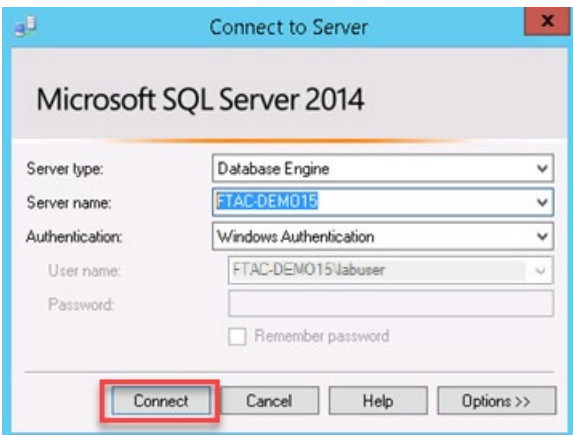 Connect to Server
x
Microsoft SQL Server 2014
Server type: Database Engine
Server name: FTAC-DEMO15
Authentication: Windows Authentication
User name: FTAC-DEMO15\labuser
Password:
Remember password
Connect Cancel Help Options >>